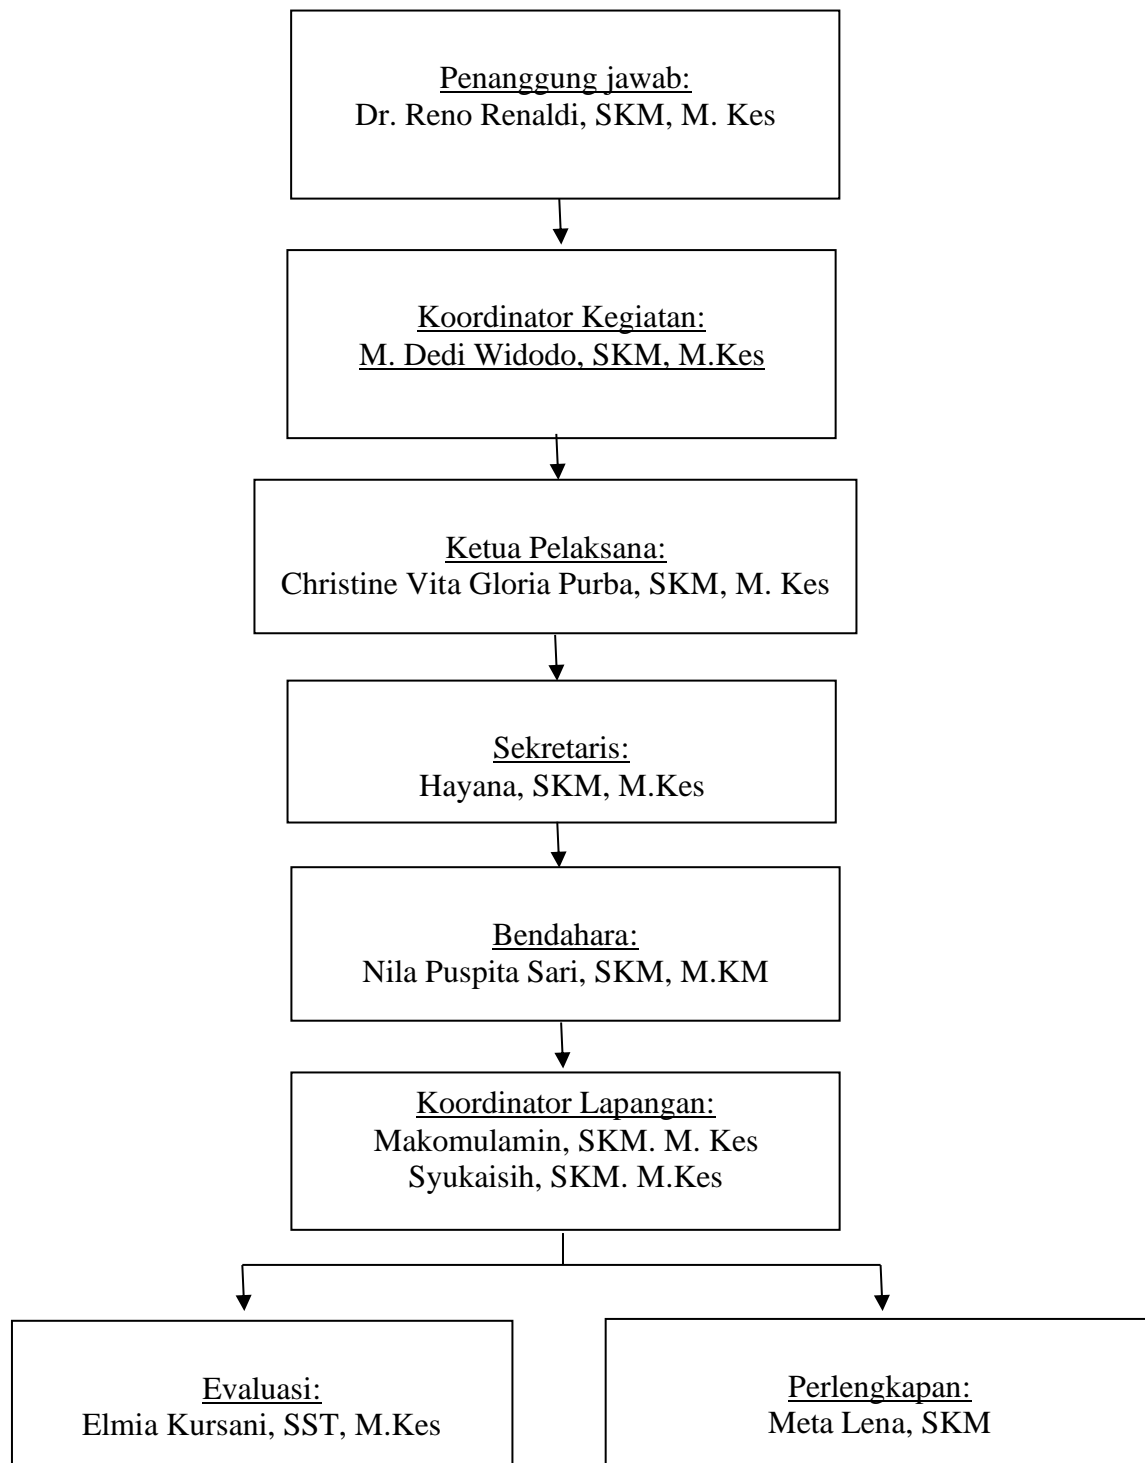 Penanggung jawab:
Dr. Reno Renaldi, SKM, M. Kes
Koordinator Kegiatan:
M. Dedi Widodo, SKM, M.Kes
Ketua Pelaksana:
Christine Vita Gloria Purba, SKM, M. Kes
Sekretaris:
Hayana, SKM, M.Kes
Bendahara:
Nila Puspita Sari, SKM, M.KM
Koordinator Lapangan:
Makomulamin, SKM. M. Kes
Syukaisih, SKM. M.Kes
Evaluasi:
Elmia Kursani, SST, M.Kes
Perlengkapan:
Meta Lena, SKM